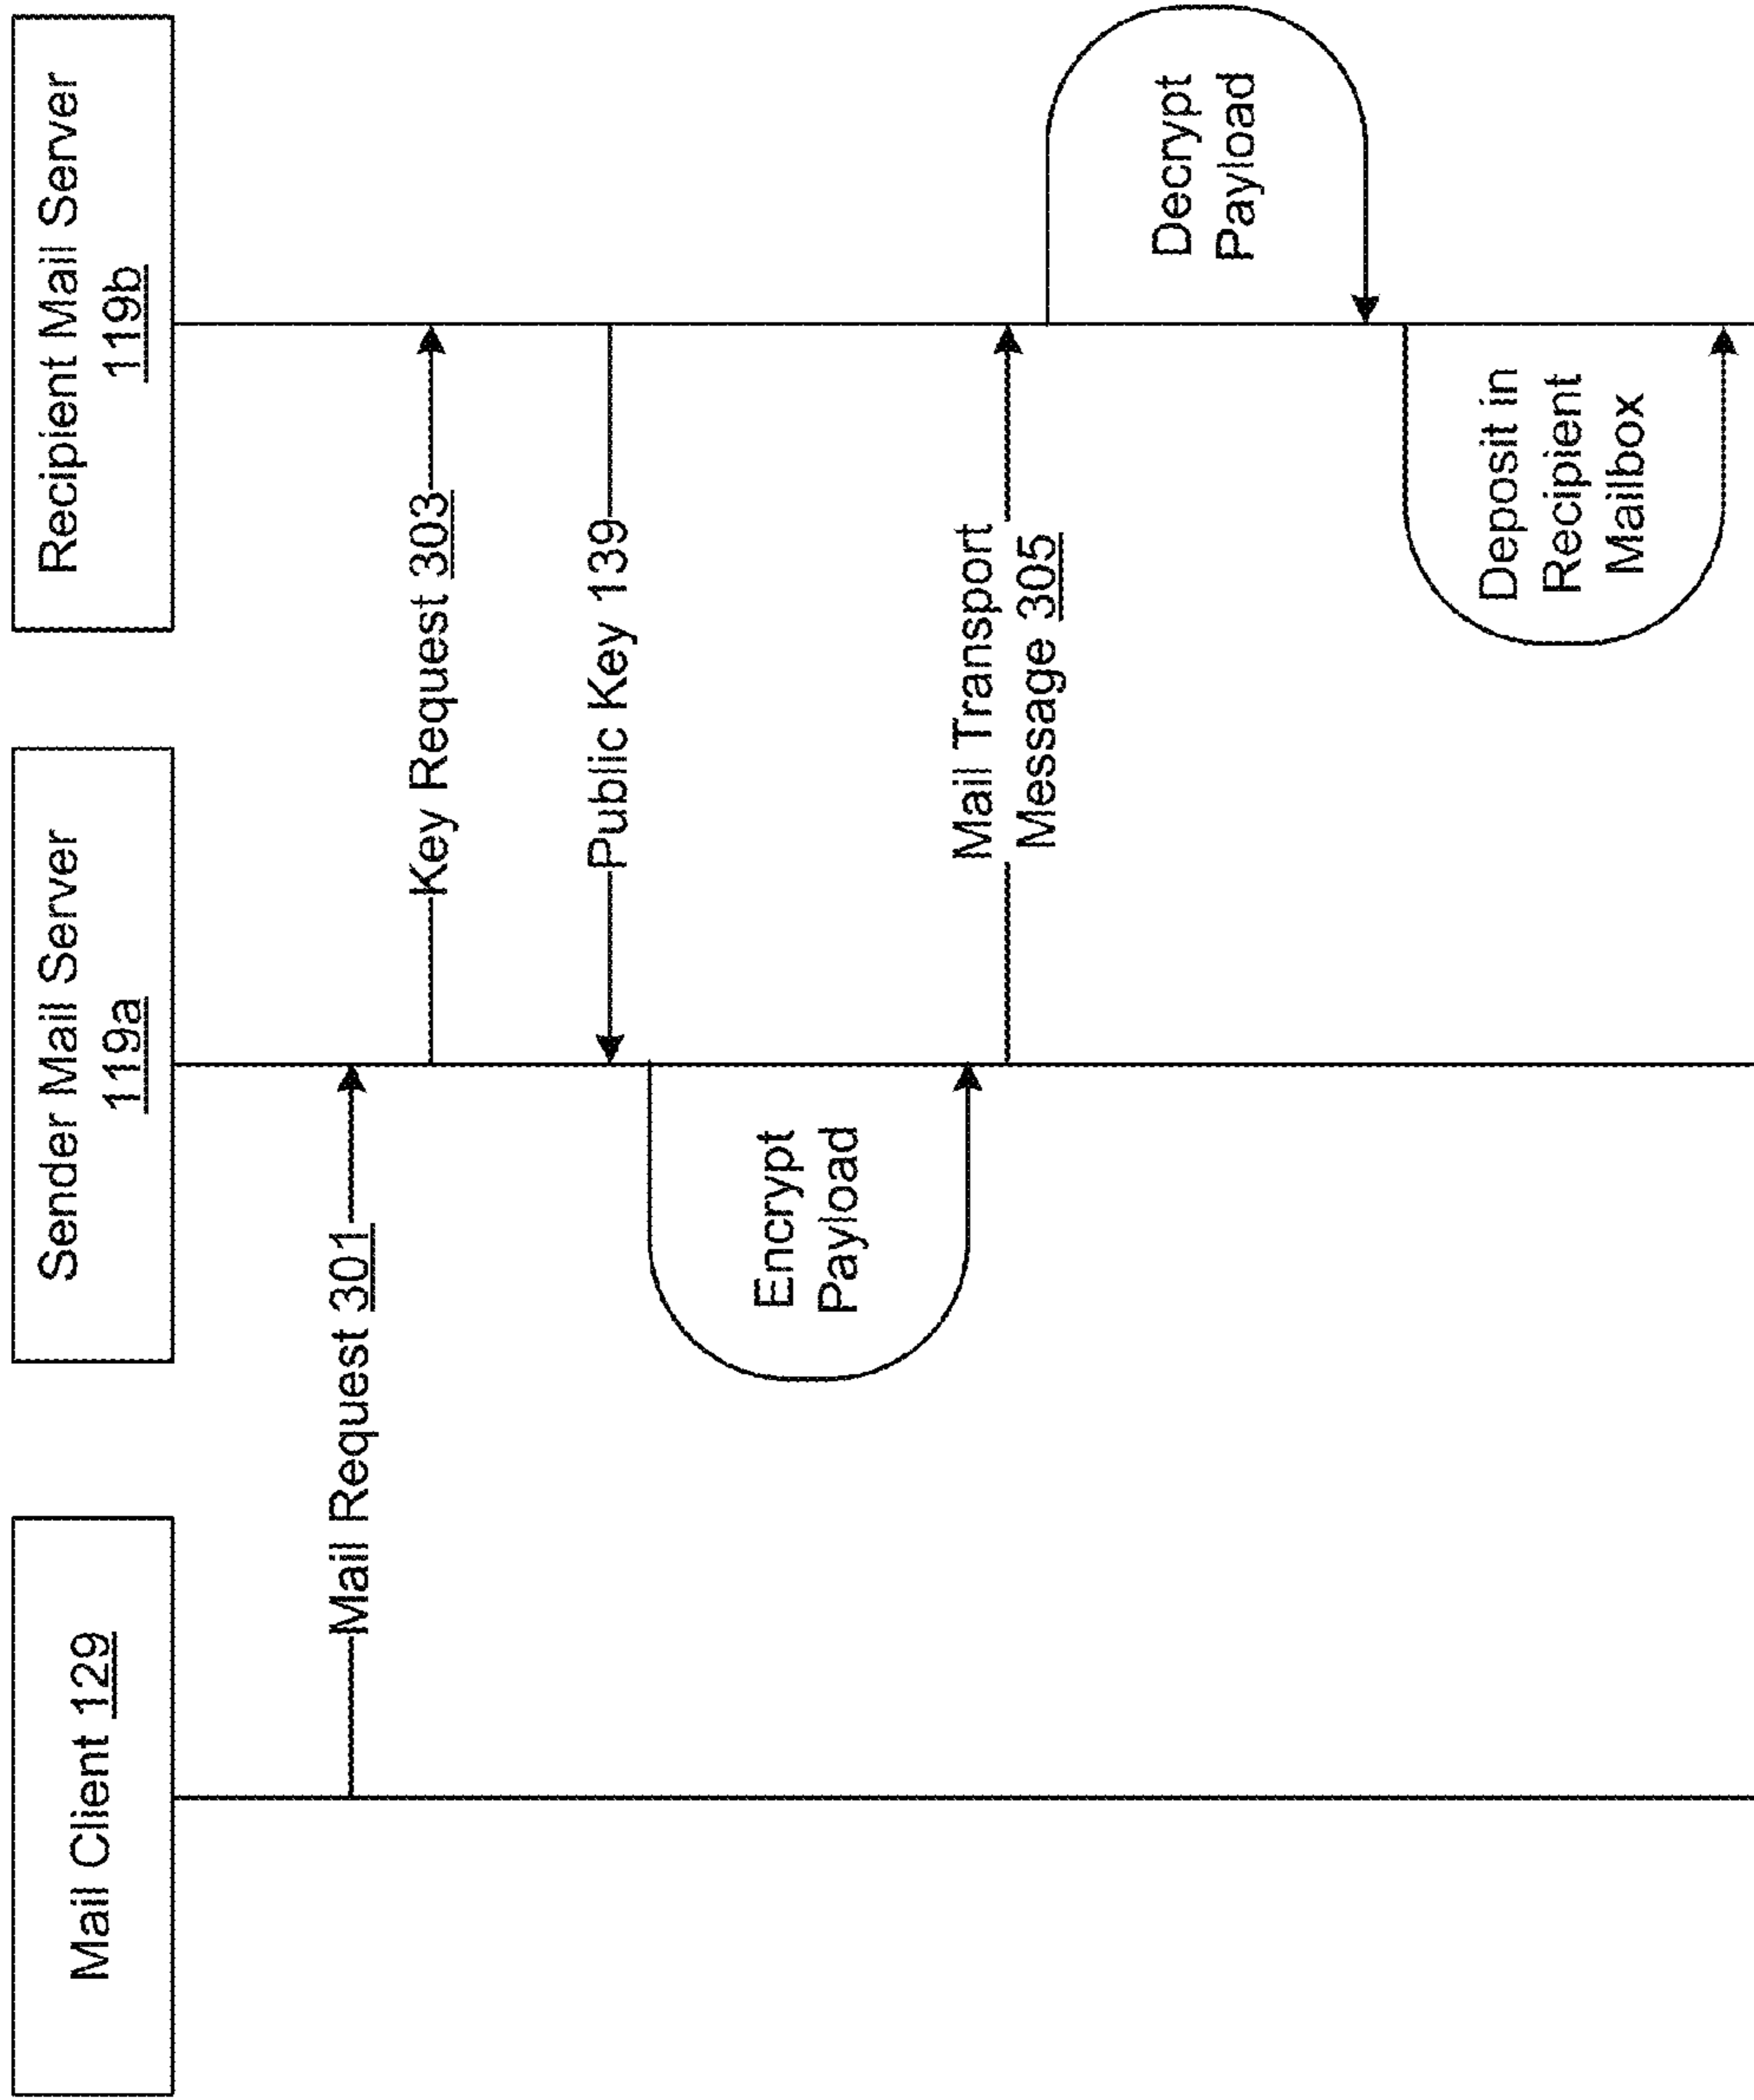 Mail Client 129
Sender Mail Server
119a
Recipient Mail Server
119b
Mail Request 301
Key Request 303
Public Key 139
Encrypt
Payload
Mail Transport
Message 305
Decrypt
Payload
Deposit in
Recipient
Mailbox